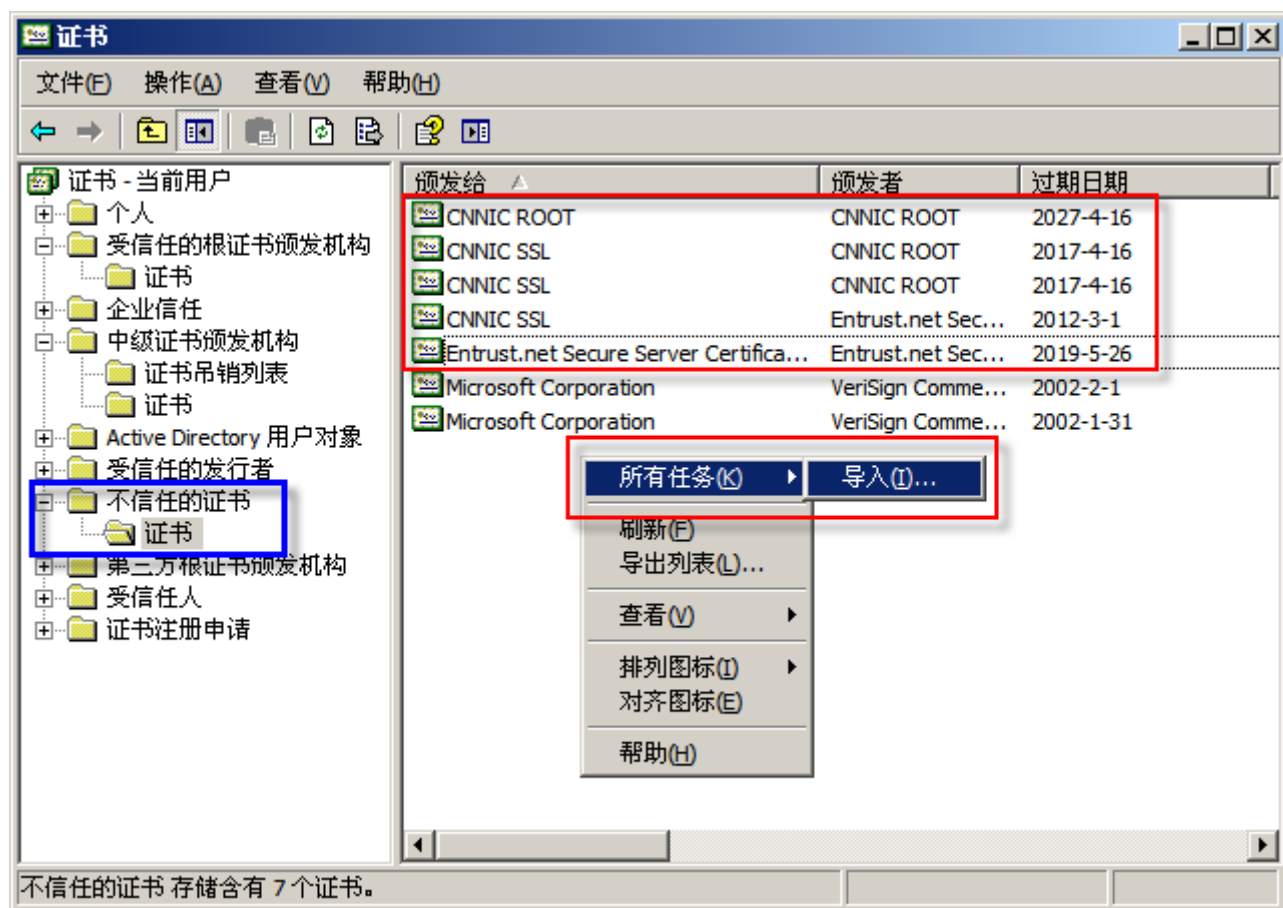 证书
文件(F) 操作(A) 查看(V) 帮助(H)
证书 - 当前用户
个人
受信任的根证书颁发机构
证书
企业信任
中级证书颁发机构
证书吊销列表
证书
Active Directory 用户对象
受信任的发行者
不信任的证书
证书
第三方根证书颁发机构
受信任人
证书注册申请
颁发给 颁发者 过期日期
CNNIC ROOT CNNIC ROOT 2027-4-16
CNNIC SSL CNNIC ROOT 2017-4-16
CNNIC SSL CNNIC ROOT 2017-4-16
CNNIC SSL Entrust.net Sec... 2012-3-1
Entrust.net Secure Server Certifica... Entrust.net Sec... 2019-5-26
Microsoft Corporation VeriSign Comme... 2002-2-1
Microsoft Corporation VeriSign Comme... 2002-1-31
所有任务(K) 导入(I)...
刷新(F)
导出列表(L)...
查看(V)
排列图标(I)
对齐图标(E)
帮助(H)
不信任的证书 存储含有 7 个证书。